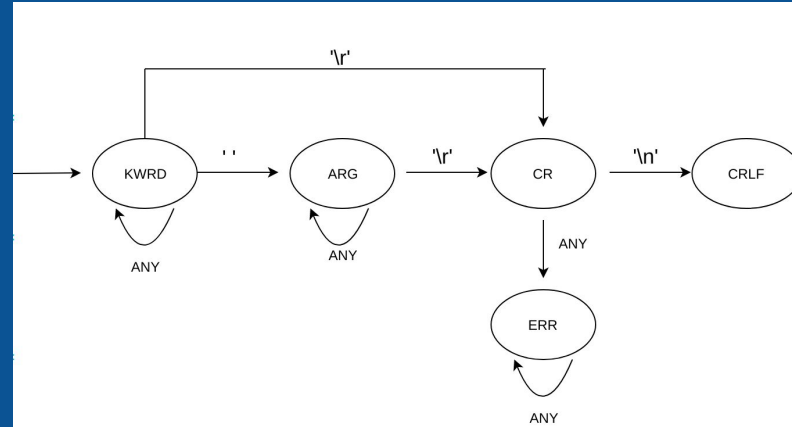 '\r'
' '
'\r'
'\n'
KWRD
ARG
CR
CRLF
ANY
ANY
ANY
ERR
ANY